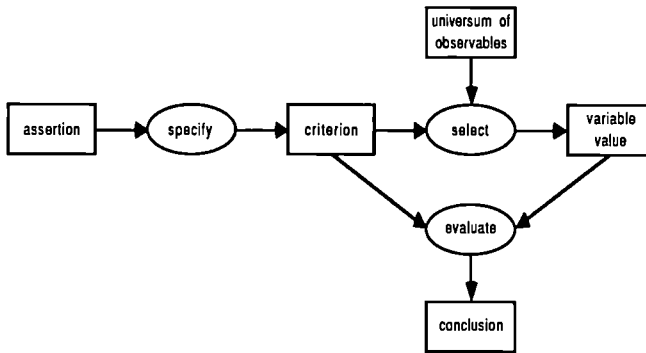 universum of
observables
assertion
specify
criterion
select
variable
value
evaluate
conclusion